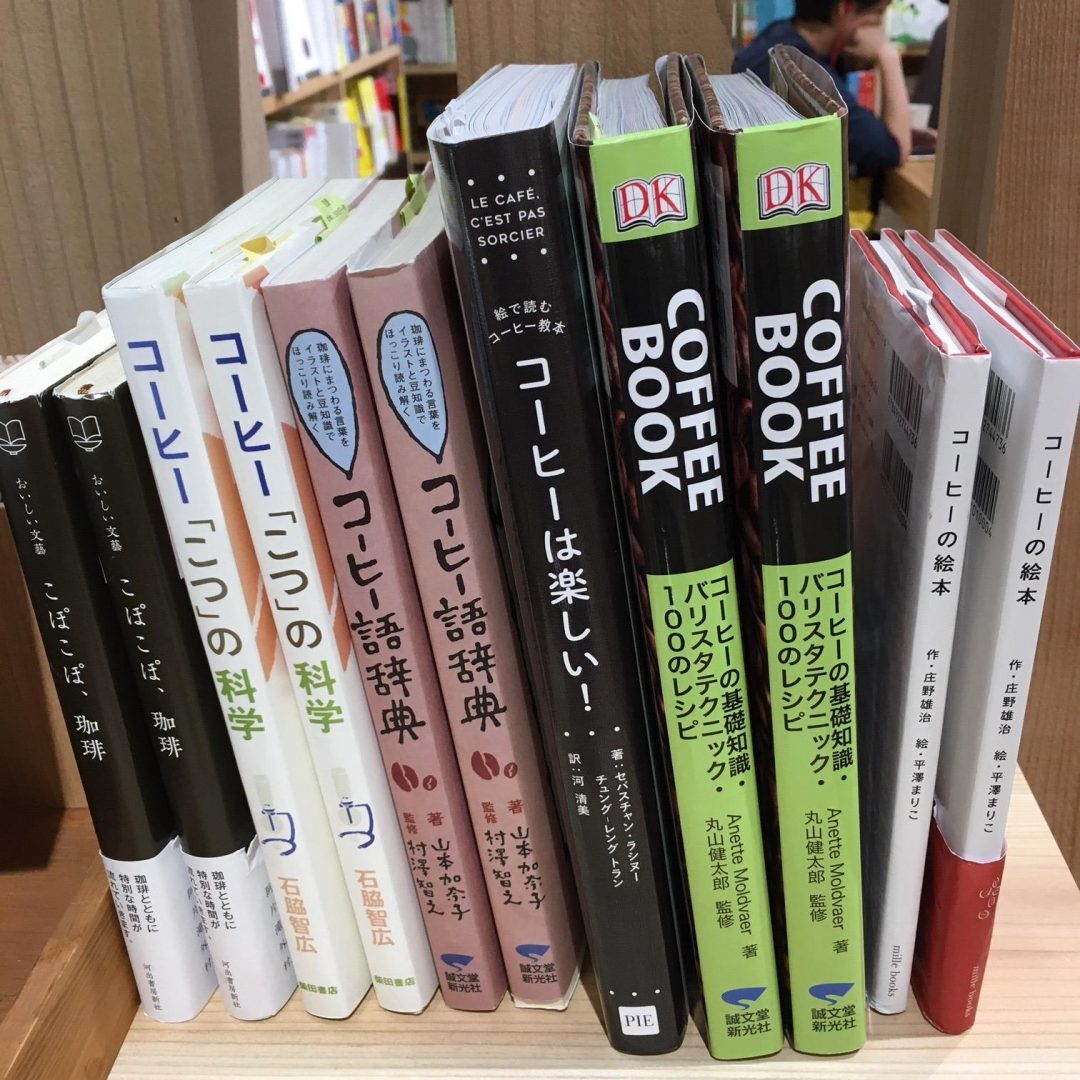 おいしい文藝
こぽこぽ、珈琲
珈琲とともに
特別な時間が
流れていきます。
河出書房新社
おいしい文藝
こぽこぽ、珈琲
珈琲とともに
特別な時間が
河出書房新社
コーヒー「こつ」の科学
石脇智広
柴田書店
コーヒー「こつ」の科学
石脇智広
柴田書店
珈琲にまつわる言葉を
イラストと豆知識で
ほっこり読み解く
コーヒー語辞典
著 山本加奈子
監修 村澤智之
誠文堂
新光社
珈琲にまつわる言葉を
イラストと豆知識で
ほっこり読み解く
コーヒー語辞典
著 山本加奈子
監修 村澤智之
誠文堂
新光社
LE CAFÉ,
C'EST PAS
SORCIER
絵で読む
コーヒー教本
コーヒーは楽しい!
著:セバスチャン・ラシヌー
チュング-レング トラン
訳:河 清美
PIE
DK
COFFEE
BOOK
コーヒーの基礎知識・
バリスタテクニック・
100のレシピ
Anette Moldvaer 著
丸山健太郎 監修
誠文堂
新光社
DK
COFFEE
BOOK
コーヒーの基礎知識・
バリスタテクニック・
100のレシピ
Anette Moldvaer 著
丸山健太郎 監修
誠文堂
新光社
コーヒーの絵本
作・庄野雄治 絵・平澤まりこ
mille books
コーヒーの絵本
作・庄野雄治 絵・平澤まりこ
mille books